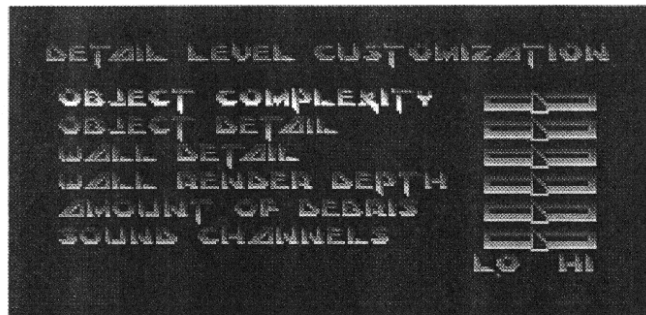 DETAIL LEVEL CUSTOMIZATION
OBJECT COMPLEXITY
OBJECT DETAIL
WALL DETAIL
WALL RENDER DEPTH
AMOUNT OF DEBRIS
SOUND CHANNELS
LO HI